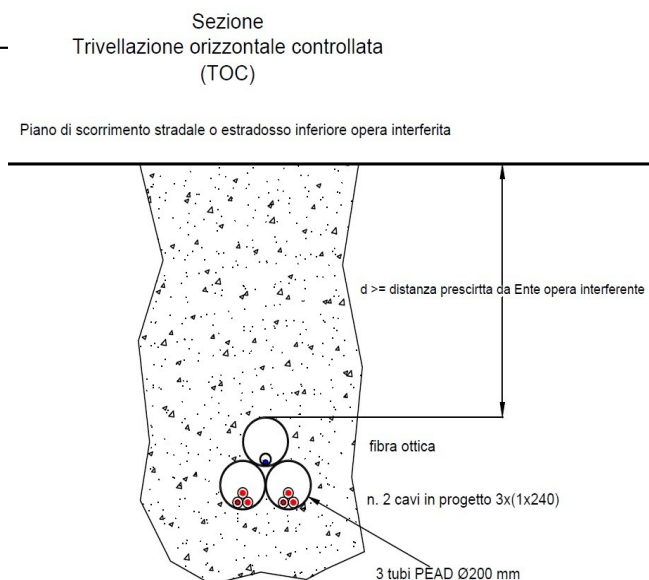 Sezione
Trivellazione orizzontale controllata
(TOC)
Piano di scorrimento stradale o estradosso inferiore opera interferita
d >= distanza prescirtta da Ente opera interferente
fibra ottica
n. 2 cavi in progetto 3x(1x240)
3 tubi PEAD Ø200 mm